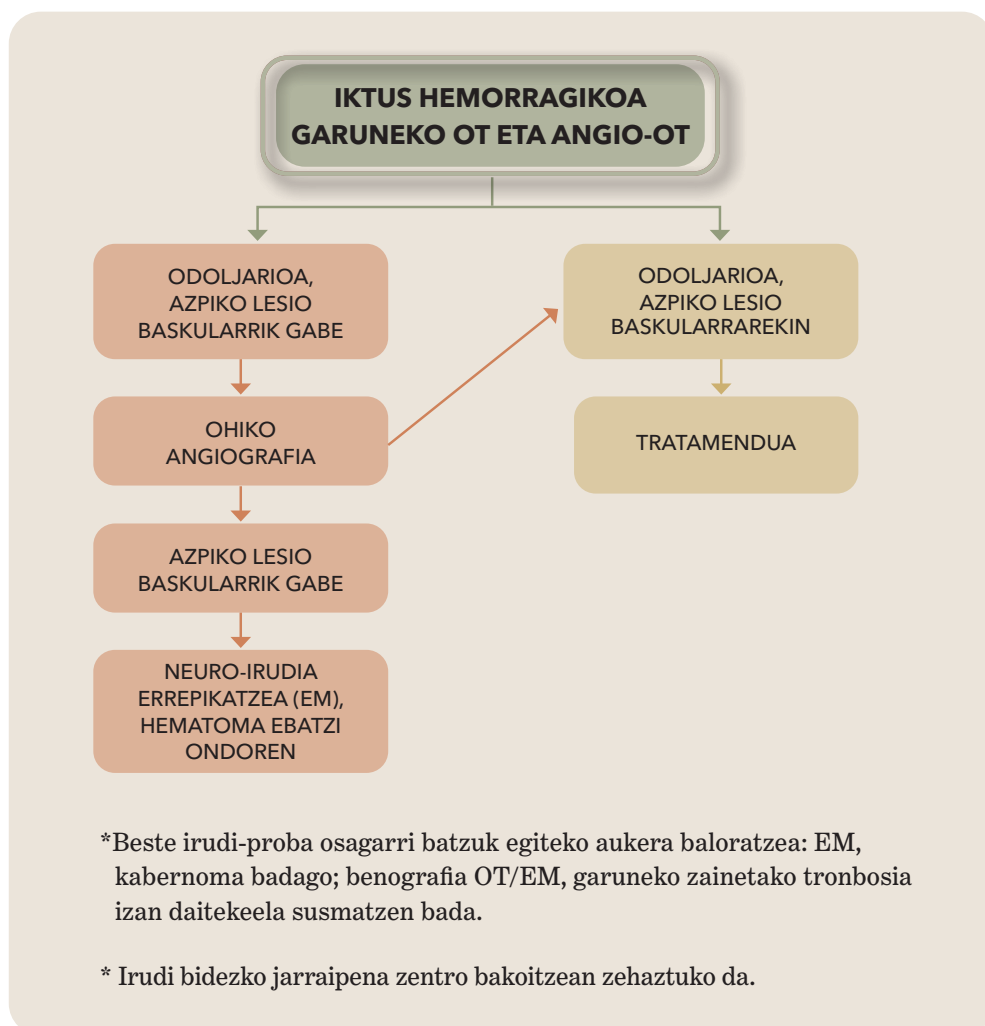 IKTUS HEMORRAGIKOA
GARUNEKO OT ETA ANGIO-OT
ODOLJARIOA,
AZPIKO LESIO
BASKULARRIK GABE
OHIKO
ANGIOGRAFIA
AZPIKO LESIO
BASKULARRIK GABE
NEURO-IRUDIA
ERREPIKATZEA (EM),
HEMATOMA EBATZI
ONDOREN
ODOLJARIOA,
AZPIKO LESIO
BASKULARRAREKIN
TRATAMENDUA
*Beste irudi-proba osagarri batzuk egiteko aukera baloratzea: EM,
kabernoma badago; benografia OT/EM, garuneko zainetako tronbosia
izan daitekeela susmatzen bada.
* Irudi bidezko jarraipena zentro bakoitzean zehaztuko da.